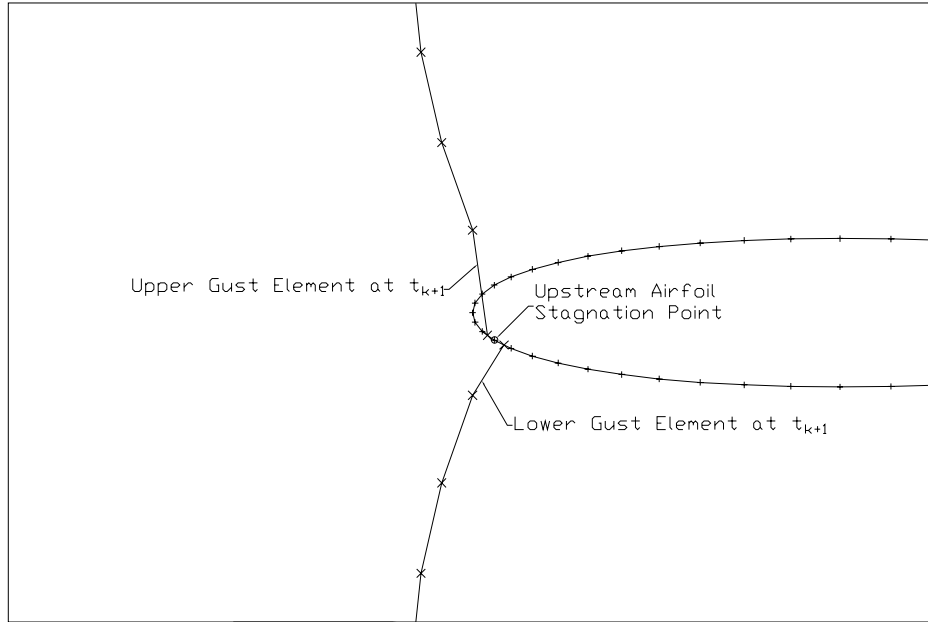 Upper Gust Element at tk+1
Upstream Airfoil
Stagnation Point
Lower Gust Element at tk+1